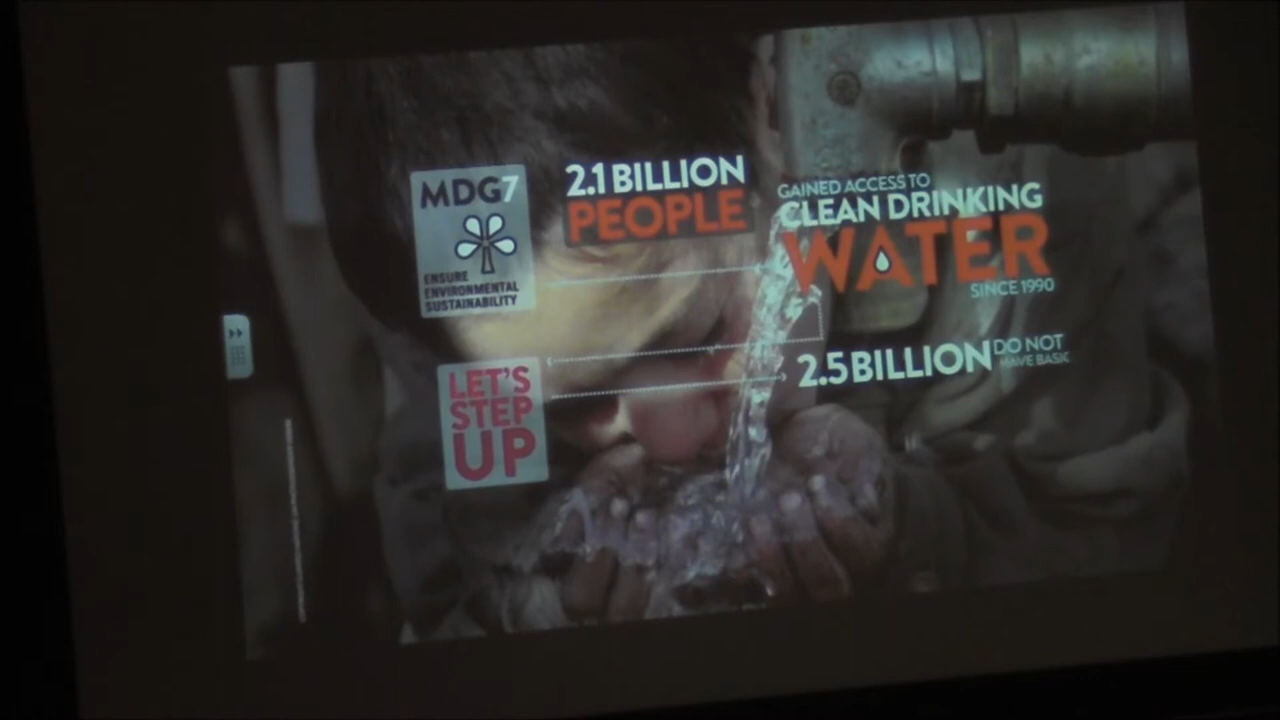 MDG7
ENSURE
ENVIRONMENTAL
SUSTAINABILITY
2.1 BILLION
PEOPLE
GAINED ACCESS TO
CLEAN DRINKING
WATER
SINCE 1990
LET'S
STEP
UP
2.5 BILLION DO NOT
HAVE BASIC